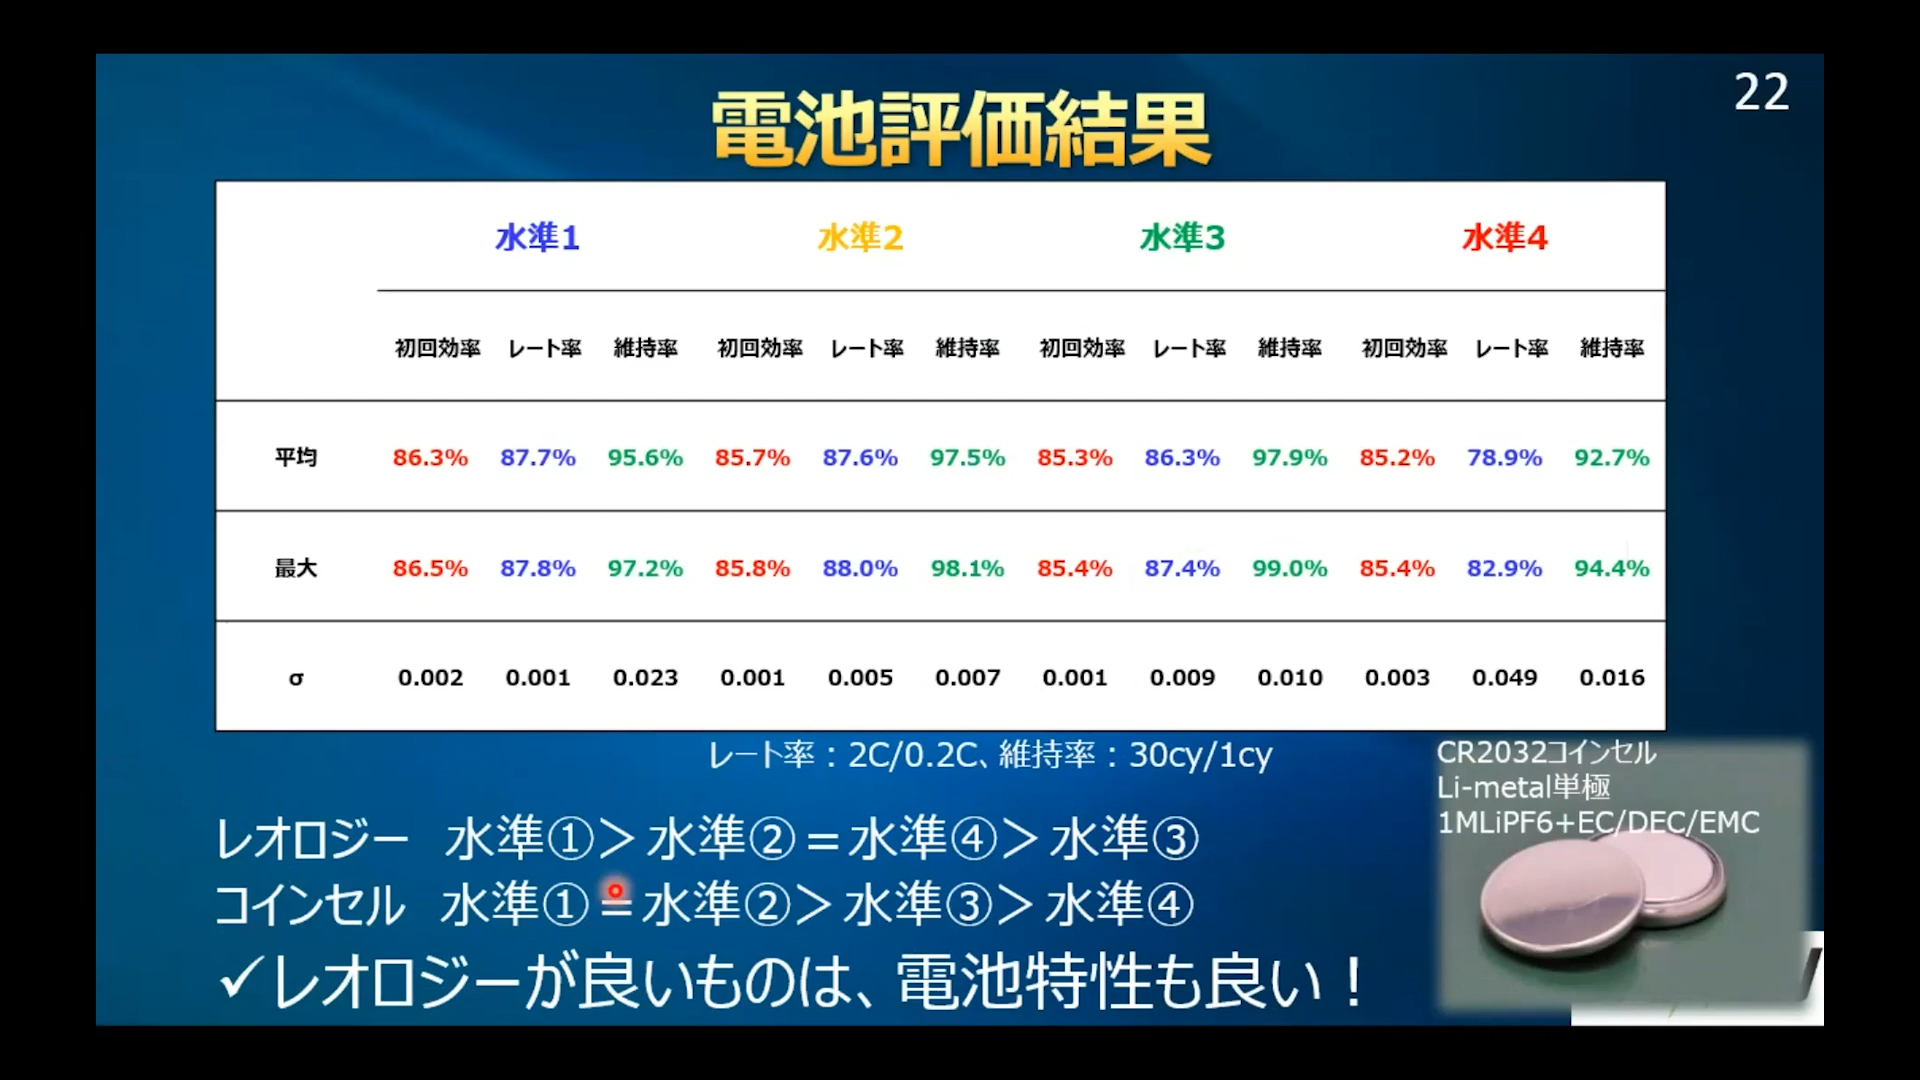 22
電池評価結果
水準1 水準2 水準3 水準4
初回効率 レート率 維持率 初回効率 レート率 維持率 初回効率 レート率 維持率 初回効率 レート率 維持率
平均 86.3% 87.7% 95.6% 85.7% 87.6% 97.5% 85.3% 86.3% 97.9% 85.2% 78.9% 92.7%
最大 86.5% 87.8% 97.2% 85.8% 88.0% 98.1% 85.4% 87.4% 99.0% 85.4% 82.9% 94.4%
σ 0.002 0.001 0.023 0.001 0.005 0.007 0.001 0.009 0.010 0.003 0.049 0.016
レート率：2C/0.2C、維持率：30cy/1cy
CR2032コインセル
Li-metal単極
1MLiPF6+EC/DEC/EMC
レオロジー 水準①＞水準②＝水準④＞水準③
コインセル 水準①＝水準②＞水準③＞水準④
✓レオロジーが良いものは、電池特性も良い！